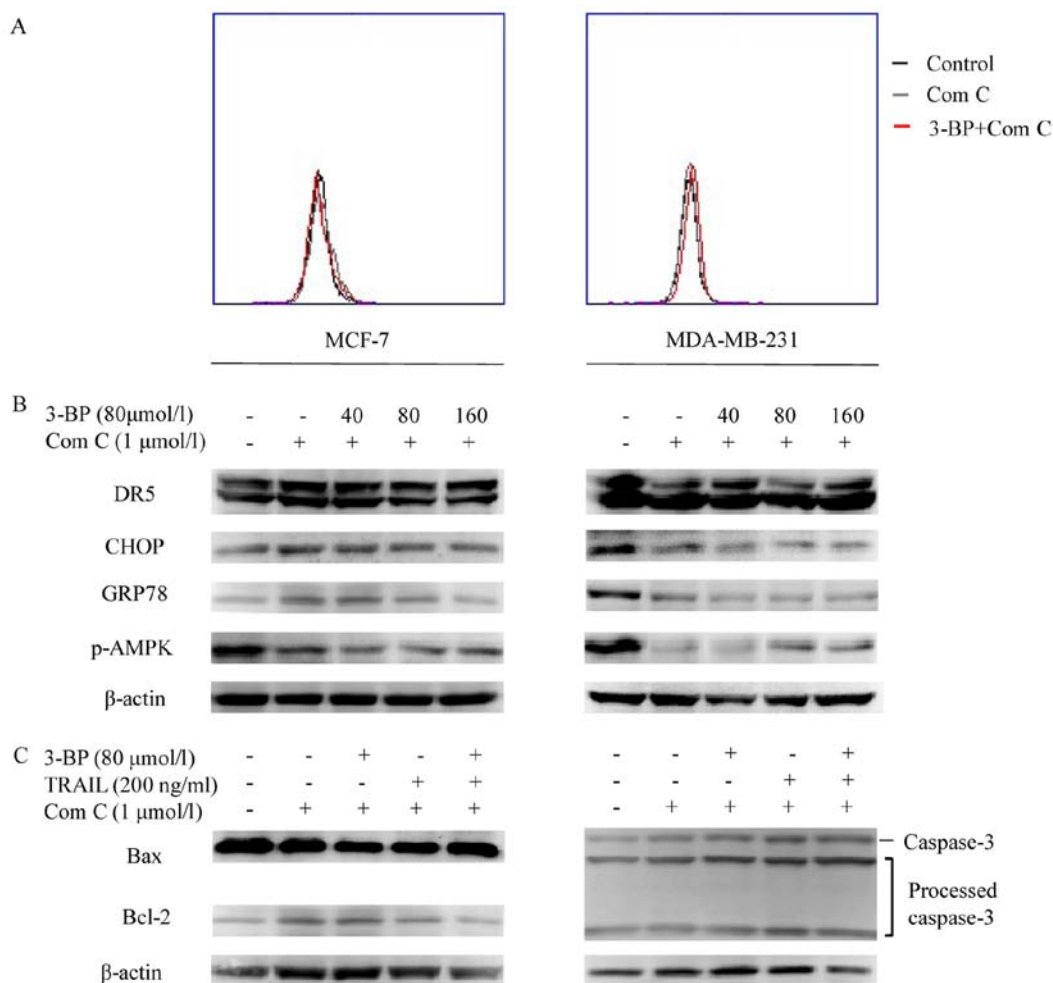 A
Control
Com C
3-BP+Com C
MCF-7 MDA-MB-231
B
3-BP (80μmol/l) - - 40 80 160 - - 40 80 160
Com C (1 μmol/l) - + + + + - + + + +
DR5
CHOP
GRP78
p-AMPK
β-actin
C
3-BP (80 μmol/l) - - + - + - - + - +
TRAIL (200 ng/ml) - - - + + - - - + +
Com C (1 μmol/l) - + + + + - + + + +
Bax
Caspase-3
Processed
caspase-3
Bcl-2
β-actin